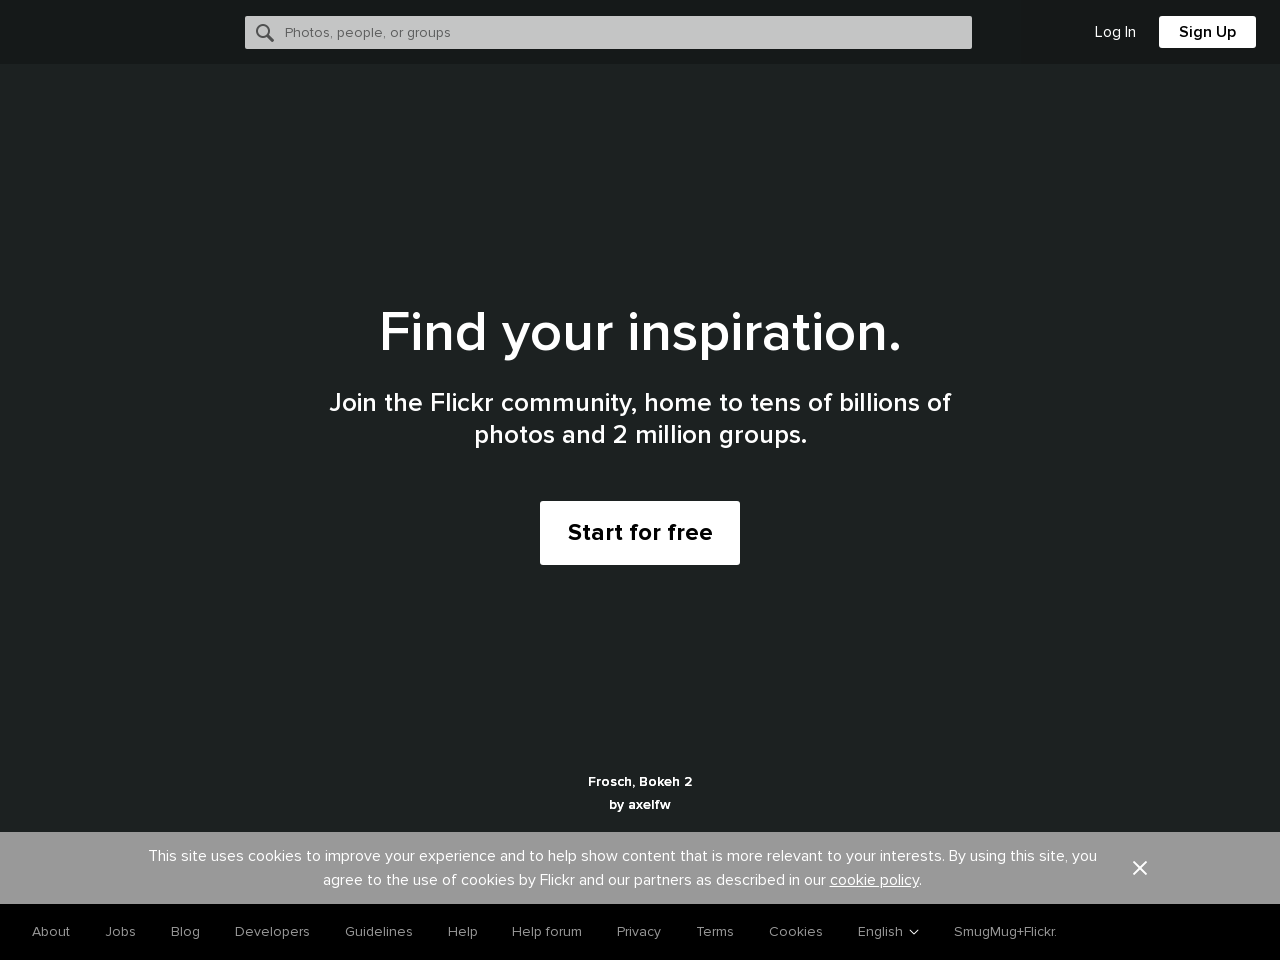 Photos, people, or groups
Log In
Sign Up
Find your inspiration.
Join the Flickr community, home to tens of billions of
photos and 2 million groups.
Start for free
Frosch, Bokeh 2
by axelfw
This site uses cookies to improve your experience and to help show content that is more relevant to your interests. By using this site, you
agree to the use of cookies by Flickr and our partners as described in our cookie policy.
About
Jobs
Blog
Developers
Guidelines
Help
Help forum
Privacy
Terms
Cookies
English
SmugMug+Flickr.